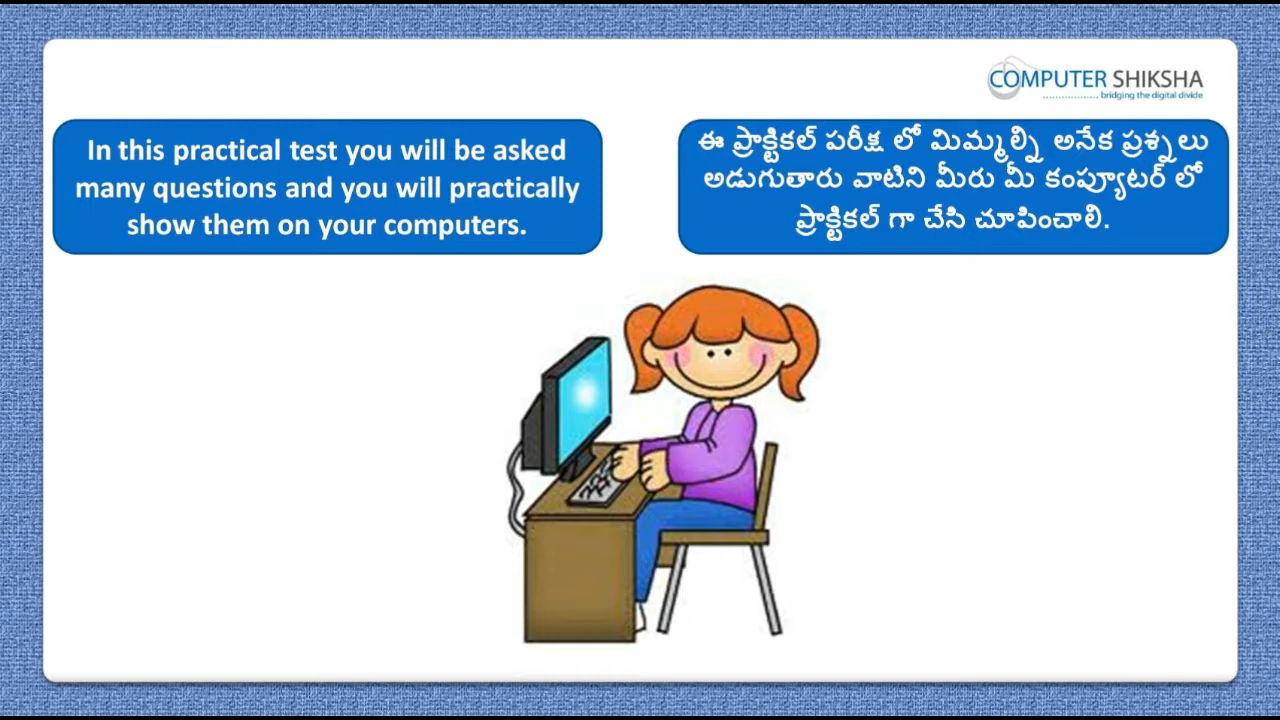 COMPUTER SHIKSHA
bridging the digital divide
In this practical test you will be asked
many questions and you will practically
show them on your computers.
ఈ ప్రాక్టికల్ పరీక్ష లో మిమ్మల్ని అనేక ప్రశ్నలు
అడుగుతారు వాటిని మీరు మీ కంప్యూటర్ లో
ప్రాక్టికల్ గా చేసి చూపించాలి.